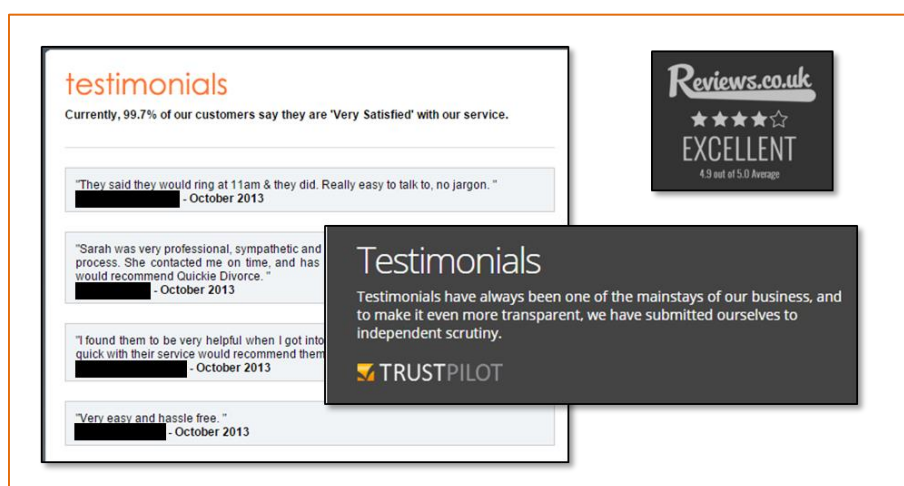 testimonials
Currently, 99.7% of our customers say they are 'Very Satisfied' with our service.
"They said they would ring at 11am & they did. Really easy to talk to, no jargon. "
- October 2013
"Sarah was very professional, sympathetic and
process. She contacted me on time, and has
would recommend Quickie Divorce. "
- October 2013
"I found them to be very helpful when I got into
quick with their service would recommend them
- October 2013
"Very easy and hassle free. "
- October 2013
Reviews.co.uk
EXCELLENT
4.9 out of 5.0 Average
Testimonials
Testimonials have always been one of the mainstays of our business, and
to make it even more transparent, we have submitted ourselves to
independent scrutiny.
TRUSTPILOT